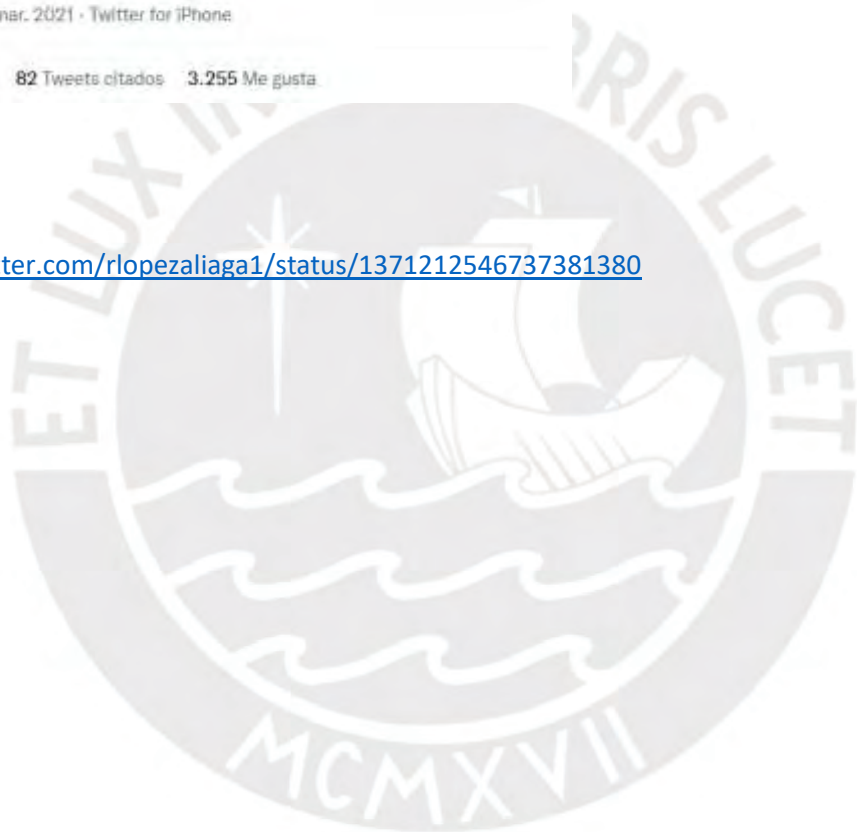 mar. 2021 · Twitter for iPhone
82 Tweets citados 3.255 Me gusta
ter.com/rlopezaliaga1/status/1371212546737381380
ET LUX IN BRIS LUCET
MCMXVII